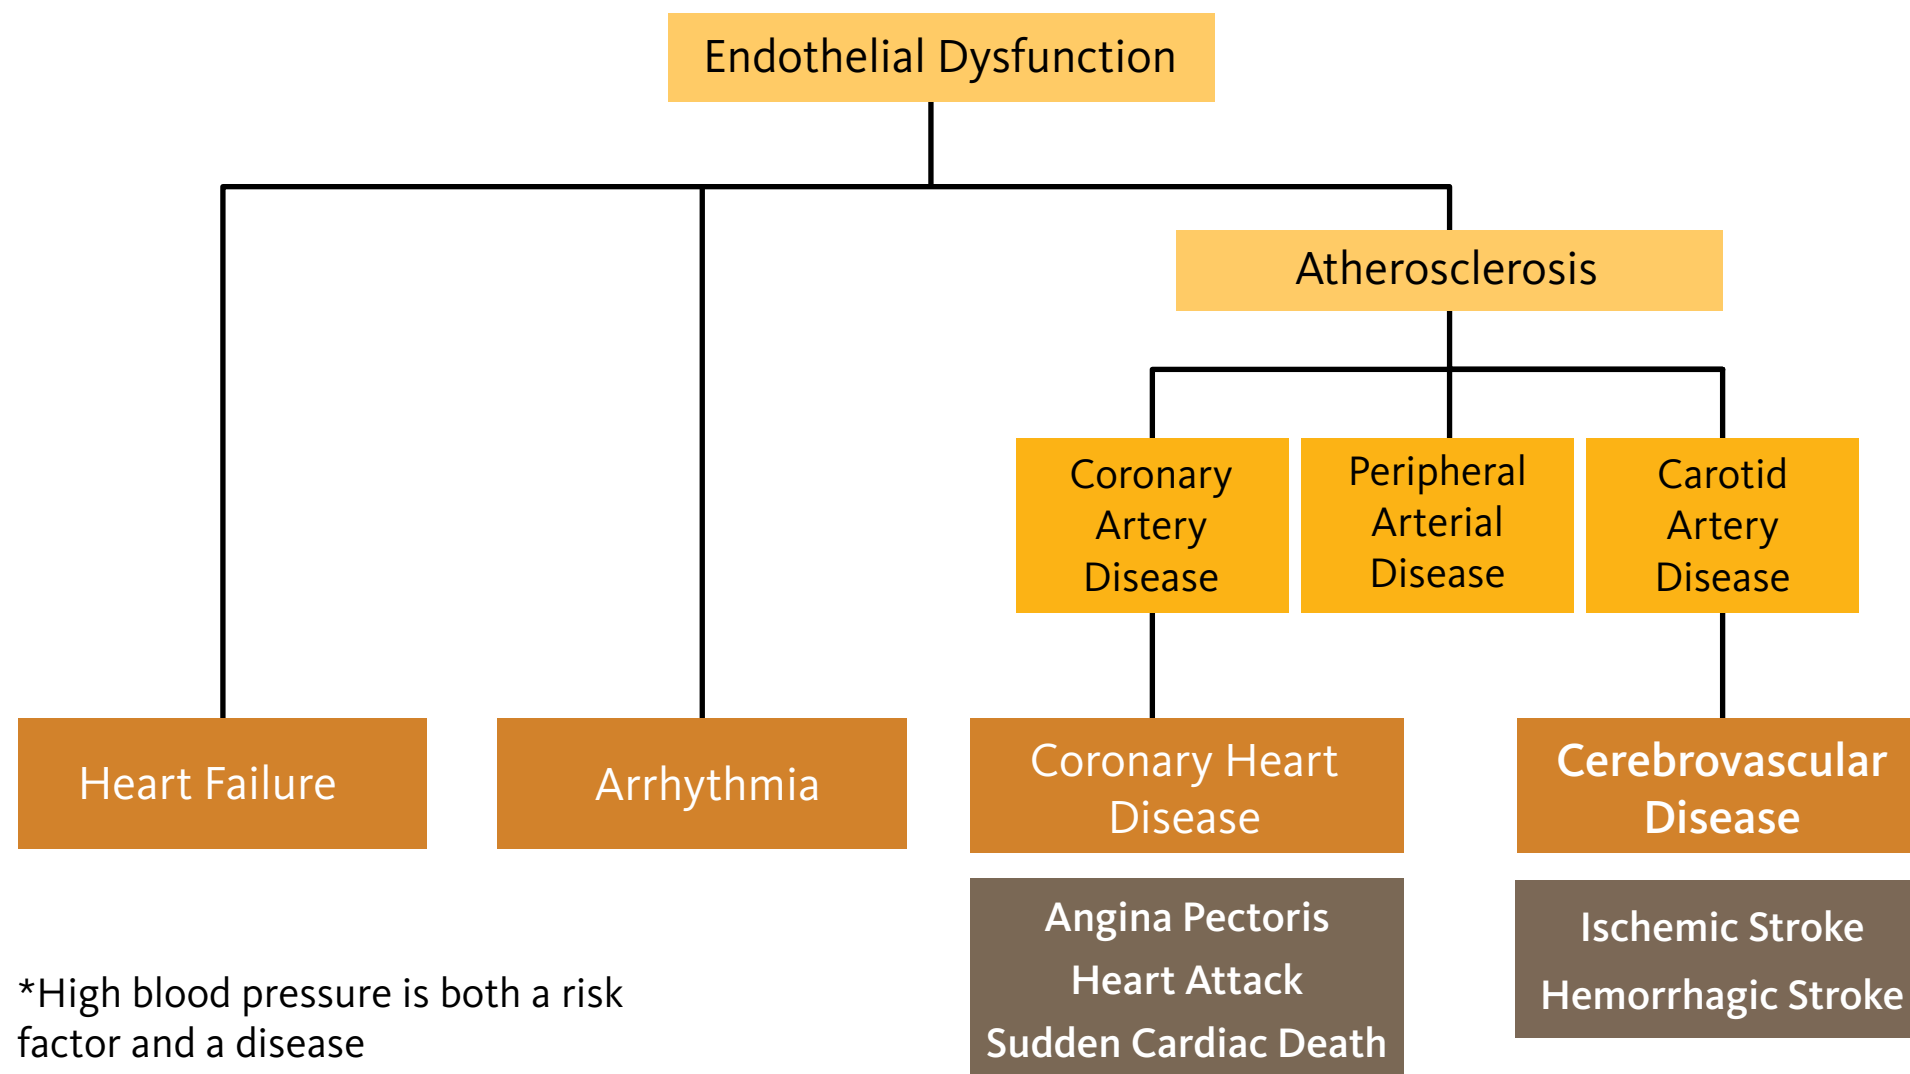 Endothelial Dysfunction
Atherosclerosis
Coronary
Artery
Disease
Peripheral
Arterial
Disease
Carotid
Artery
Disease
Heart Failure
Arrhythmia
Coronary Heart
Disease
Cerebrovascular
Disease
Angina Pectoris
Heart Attack
Sudden Cardiac Death
Ischemic Stroke
Hemorrhagic Stroke
*High blood pressure is both a risk
factor and a disease